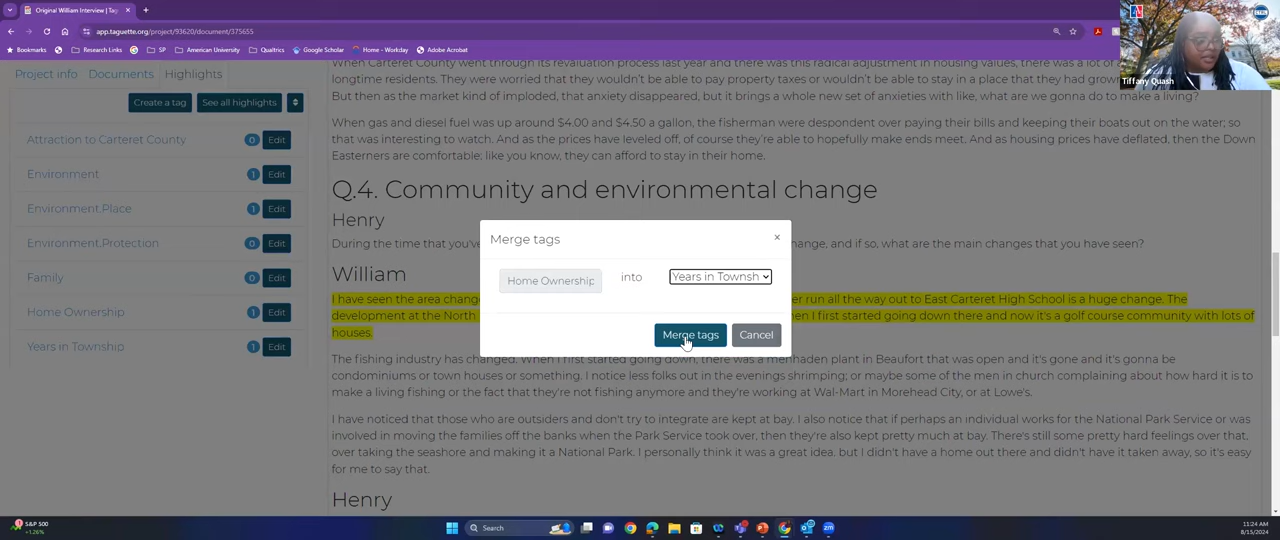 Original William Interview | Tag
app.taguette.org/project/93620/document/375655
Bookmarks Research Links SP American University Qualtrics Google Scholar Home - Workday Adobe Acrobat
Tiffany Quash
Project info Documents Highlights
Create a tag See all highlights
Attraction to Carteret County 0 Edit
Environment 1 Edit
Environment.Place 1 Edit
Environment.Protection 0 Edit
Family 0 Edit
Home Ownership 1 Edit
Years in Township 0 Edit
When Carteret County went through its revaluation process last year and there was this radical adjustment in housing values, there was a lot of
longtime residents. They were worried that they wouldn't be able to pay property taxes or wouldn't be able to stay in a place that they had grown
But then as the market kind of imploded, that anxiety disappeared, but it brings a whole new set of anxieties with like, what are we gonna do to make a living?
When gas and diesel fuel was up around $4.00 and $4.50 a gallon, the fisherman were despondent over paying their bills and keeping their boats out on the water; so
that was interesting to watch. And as the prices have leveled off, of course they're able to hopefully make ends meet. And as housing prices have deflated, then the Down
Easterners are comfortable: like you know, they can afford to stay in their home.
Q.4. Community and environmental change
Henry
During the time that you've change, and if so, what are the main changes that you have seen?
William
I have seen the area change er run all the way out to East Carteret High School is a huge change. The
development at the North hen I first started going down there and now it's a golf course community with lots of
houses.
The fishing industry has changed. When I first started going down, there was a menhaden plant in Beaufort that was open and it's gone and it's gonna be
condominiums or town houses or something. I notice less folks out in the evenings shrimping; or maybe some of the men in church complaining about how hard it is to
make a living fishing or the fact that they're not fishing anymore and they're working at Wal-Mart in Morehead City, or at Lowe's.
I have noticed that those who are outsiders and don't try to integrate are kept at bay. I also notice that if perhaps an individual works for the National Park Service or was
involved in moving the families off the banks when the Park Service took over, then they're also kept pretty much at bay. There's still some pretty hard feelings over that,
over taking the seashore and making it a National Park. I personally think it was a great idea. but I didn't have a home out there and didn't have it taken away, so it's easy
for me to say that.
Henry
Merge tags ×
Home Ownership into Years in Townsh
Merge tags Cancel
S&P 500
+1.26%
Search
11:24 AM
8/15/2024